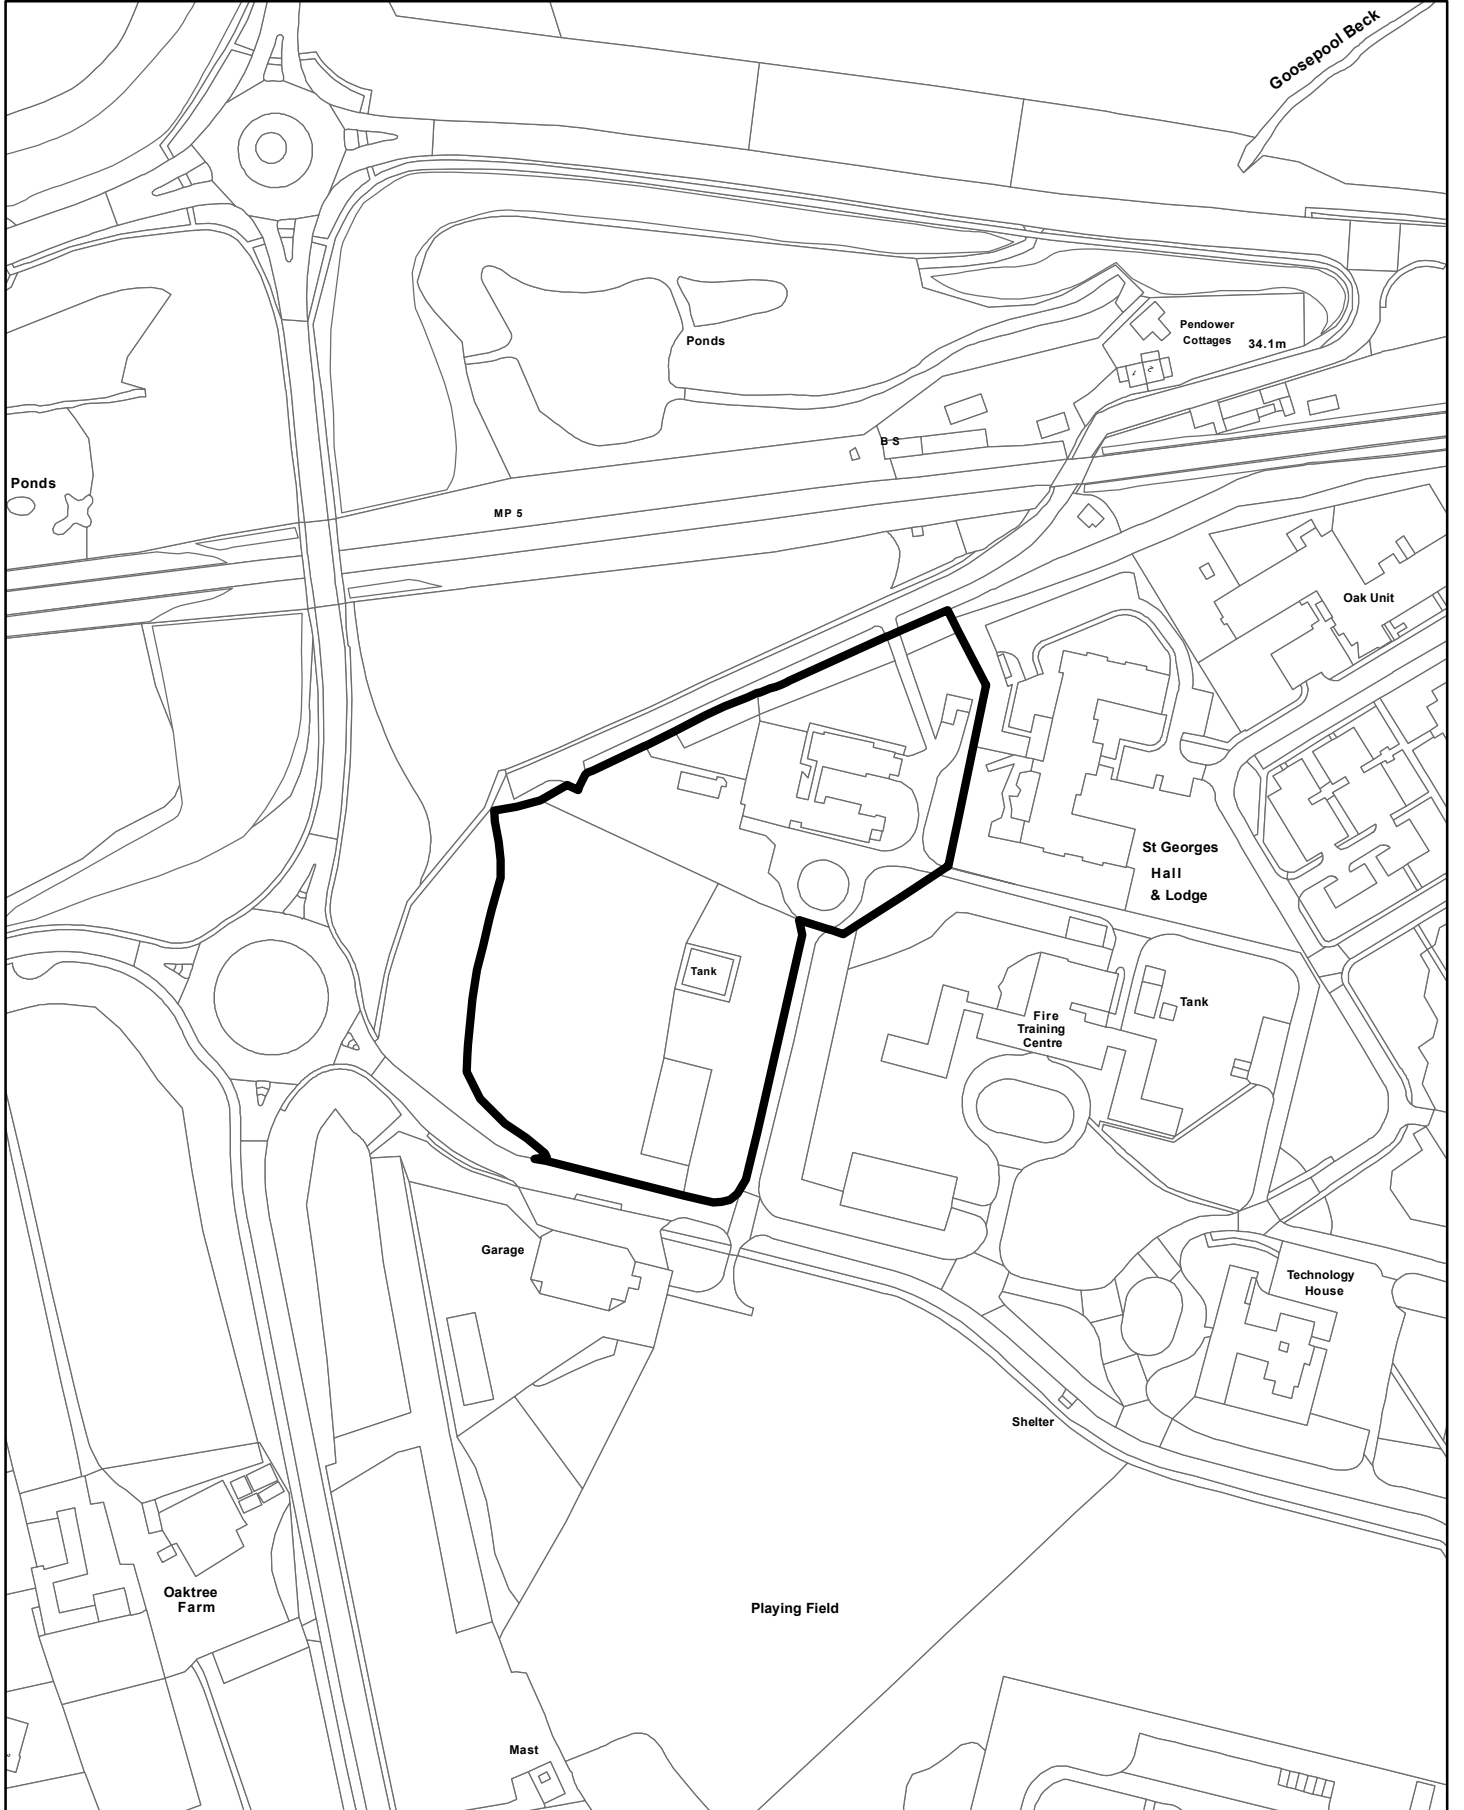 Goosepool Beck
Pendower
Cottages
34.1m
Ponds
B S
Ponds
MP 5
Oak Unit
St Georges
Hall
& Lodge
Tank
Tank
Fire
Training
Centre
Garage
Technology
House
Shelter
Oaktree
Farm
Playing Field
Mast